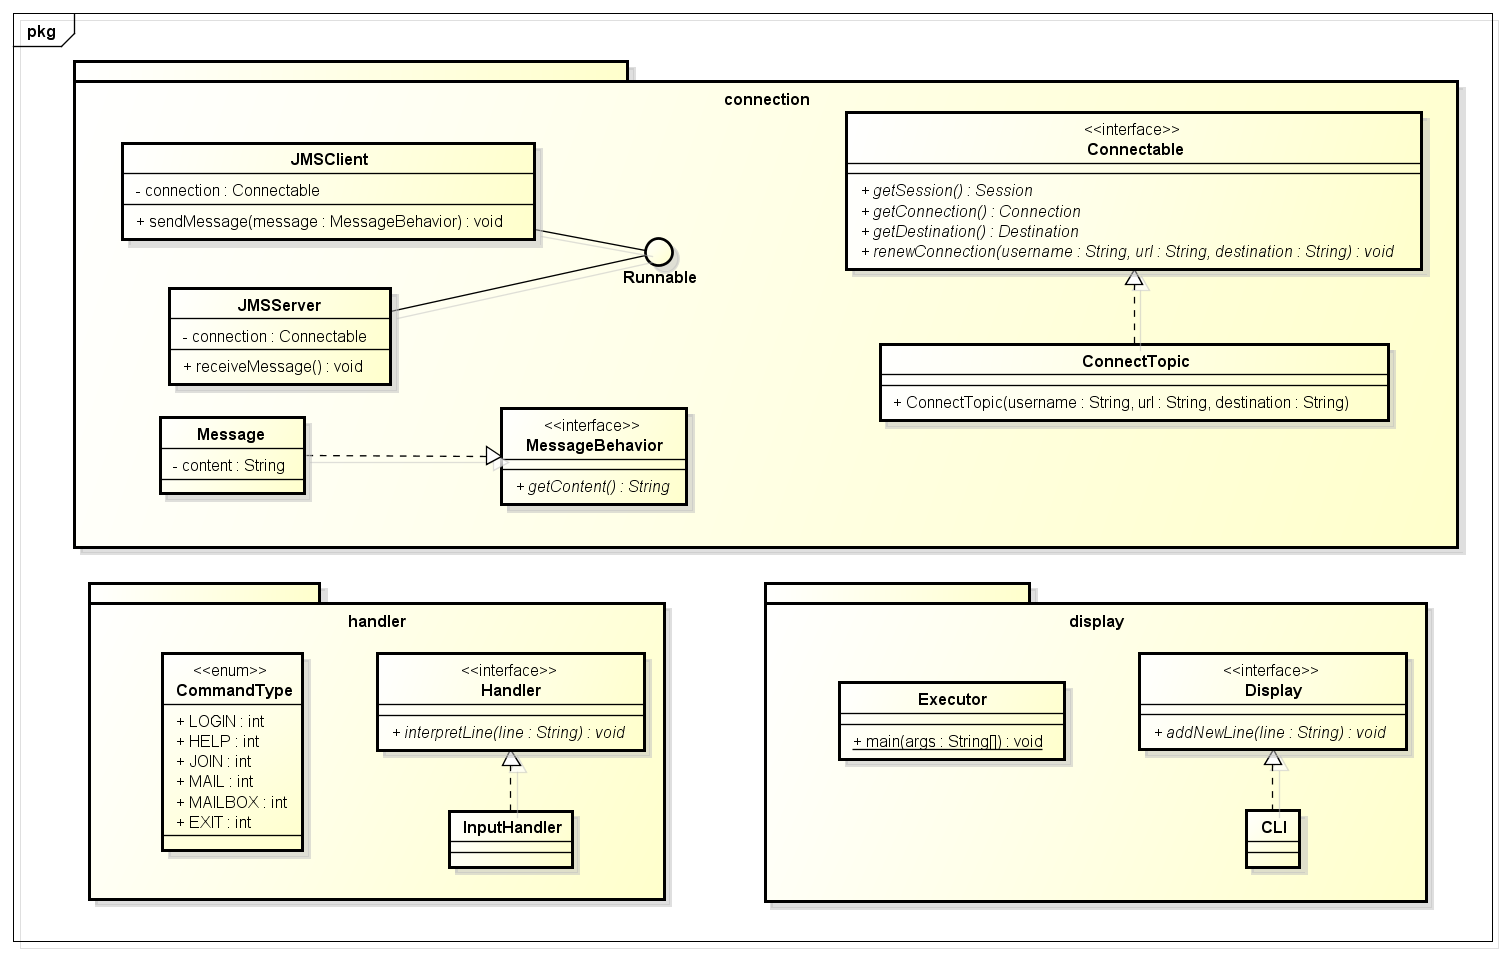 pkg
connection
JMSClient
- connection : Connectable
+ sendMessage(message : MessageBehavior) : void
Runnable
JMSServer
- connection : Connectable
+ receiveMessage() : void
Message
- content : String
<<interface>>
MessageBehavior
+ getContent() : String
<<interface>>
Connectable
+ getSession() : Session
+ getConnection() : Connection
+ getDestination() : Destination
+ renewConnection(username : String, url : String, destination : String) : void
ConnectTopic
+ ConnectTopic(username : String, url : String, destination : String)
handler
<<enum>>
CommandType
+ LOGIN : int
+ HELP : int
+ JOIN : int
+ MAIL : int
+ MAILBOX : int
+ EXIT : int
<<interface>>
Handler
+ interpretLine(line : String) : void
InputHandler
display
Executor
+ main(args : String[]) : void
<<interface>>
Display
+ addNewLine(line : String) : void
CLI